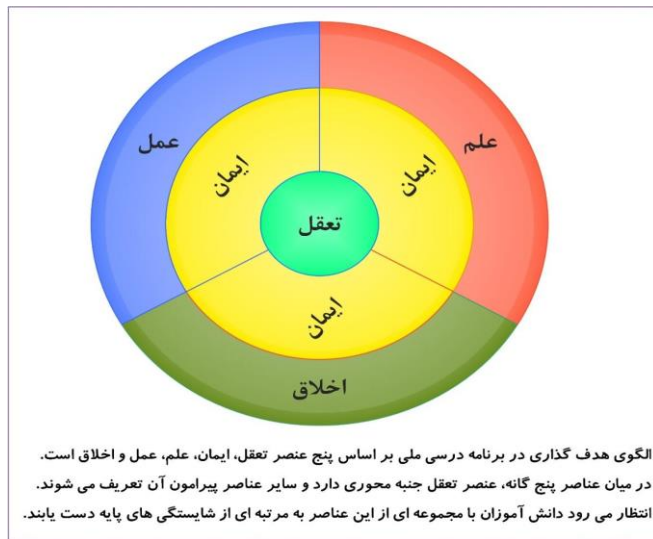 علم
عمل
ایمان
ایمان
تعقل
ایمان
اخلاق
الگوی هدف گذاری در برنامه درسی ملی بر اساس پنج عنصر تعقل، ایمان، علم، عمل و اخلاق است.
در میان عناصر پنج گانه، عنصر تعقل جنبه محوری دارد و سایر عناصر پیرامون آن تعریف می شوند.
انتظار می رود دانش آموزان با مجموعه ای از این عناصر به مرتبه ای از شایستگی های پایه دست یابند.